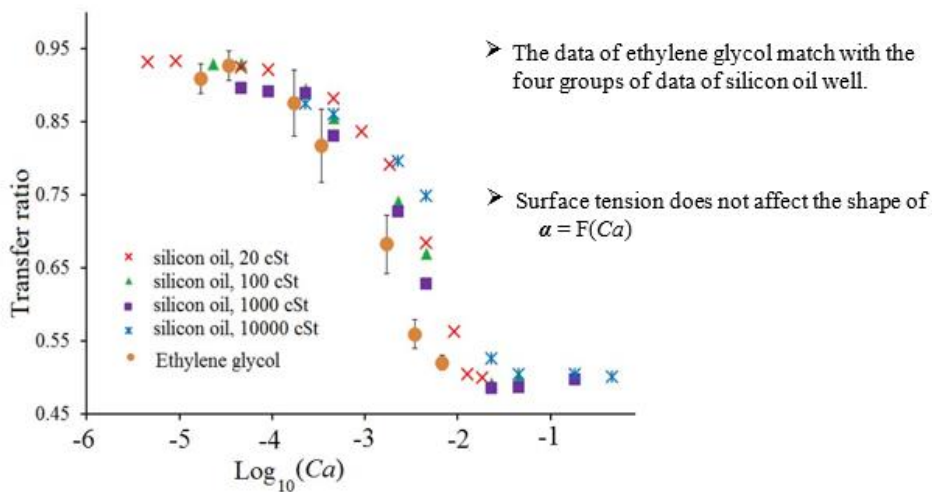 0.95
0.85
0.75
0.65
0.55
0.45
Transfer ratio
silicon oil, 20 cSt
silicon oil, 100 cSt
silicon oil, 1000 cSt
silicon oil, 10000 cSt
Ethylene glycol
-6 -5 -4 -3 -2 -1
Log10(Ca)
➢ The data of ethylene glycol match with the
four groups of data of silicon oil well.
➢ Surface tension does not affect the shape of
α = F(Ca)